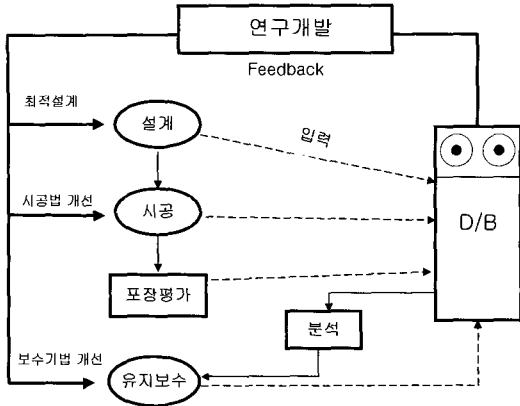 연구개발
Feedback
최적설계
설계
입력
시공법 개선
시공
D/B
포장평가
분석
보수기법 개선
유지보수